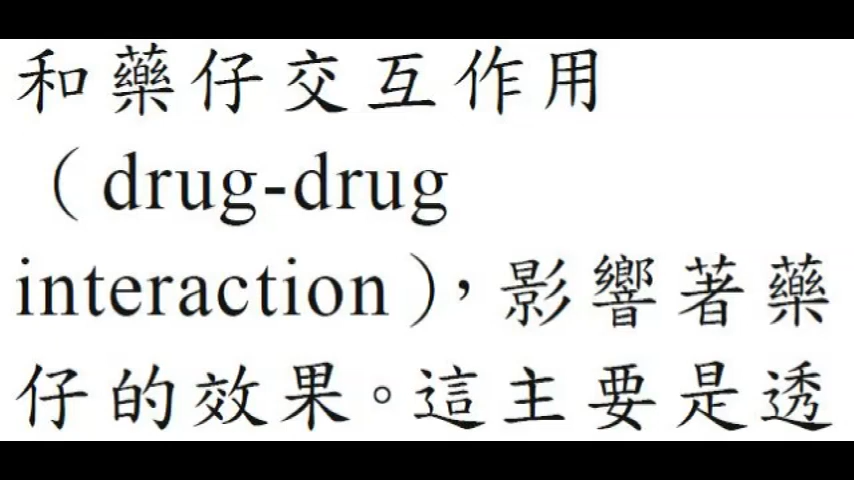 和藥仔交互作用
（drug-drug
interaction），影響著藥
仔的效果。這主要是透